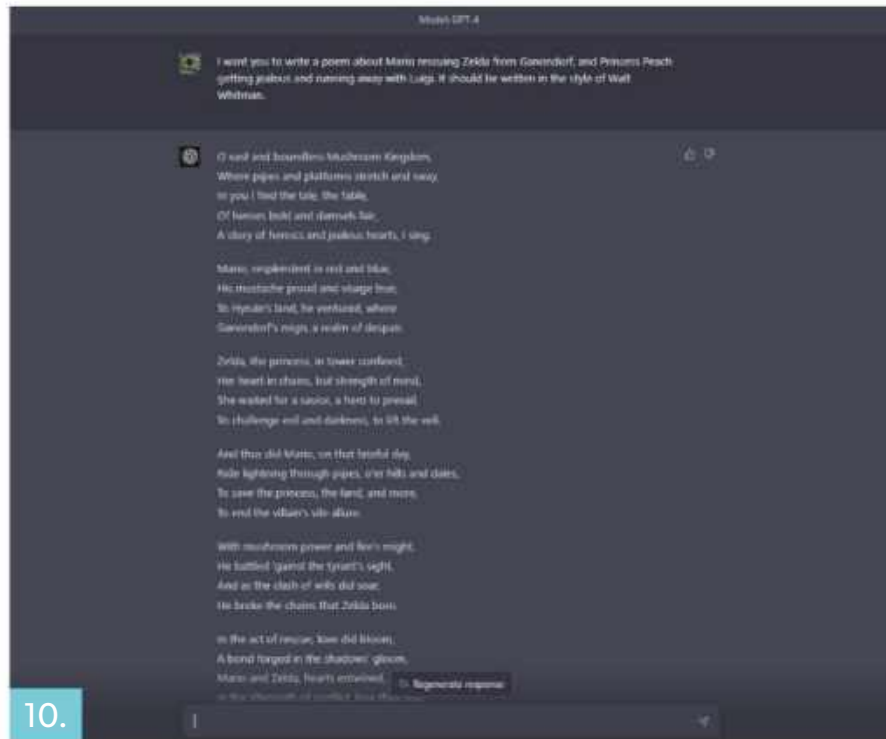 Model: GPT-4
I want you to write a poem about Mario rescuing Zelda from Ganondorf, and Princess Peach
getting jealous and running away with Luigi. It should be written in the style of Walt
Whitman.
O vast and boundless Mushroom Kingdom,
Where pipes and platforms stretch and sway,
In you I find the tale, the fable,
Of heroes bold and damsels fair,
A story of heroics and jealous hearts, I sing.
Mario, resplendent in red and blue,
His mustache proud and visage true,
To Hyrule's land, he ventured, where
Ganondorf's reign, a realm of despair.
Zelda, the princess, in tower confined,
Her heart in chains, but strength of mind,
She waited for a savior, a hero to prevail,
To challenge evil and darkness, to lift the veil.
And thus did Mario, on that fateful day,
Ride lightning through pipes, o'er hills and dales,
To save the princess, the land, and more,
To end the villain's vile allure.
With mushroom power and fire's might,
He battled 'gainst the tyrant's sight,
And as the clash of wills did soar,
He broke the chains that Zelda bore.
In the act of rescue, love did bloom,
A bond forged in the shadows' gloom,
Mario and Zelda, hearts entwined,
Regenerate response
10.